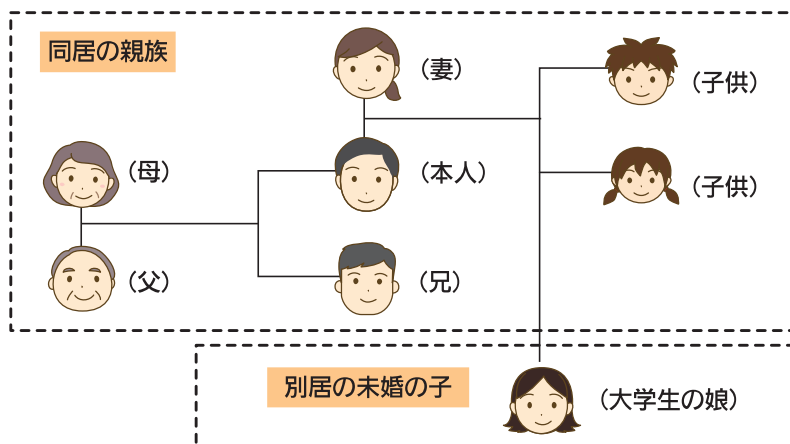 同居の親族
（妻）
（子供）
（母）
（本人）
（子供）
（父）
（兄）
別居の未婚の子
（大学生の娘）